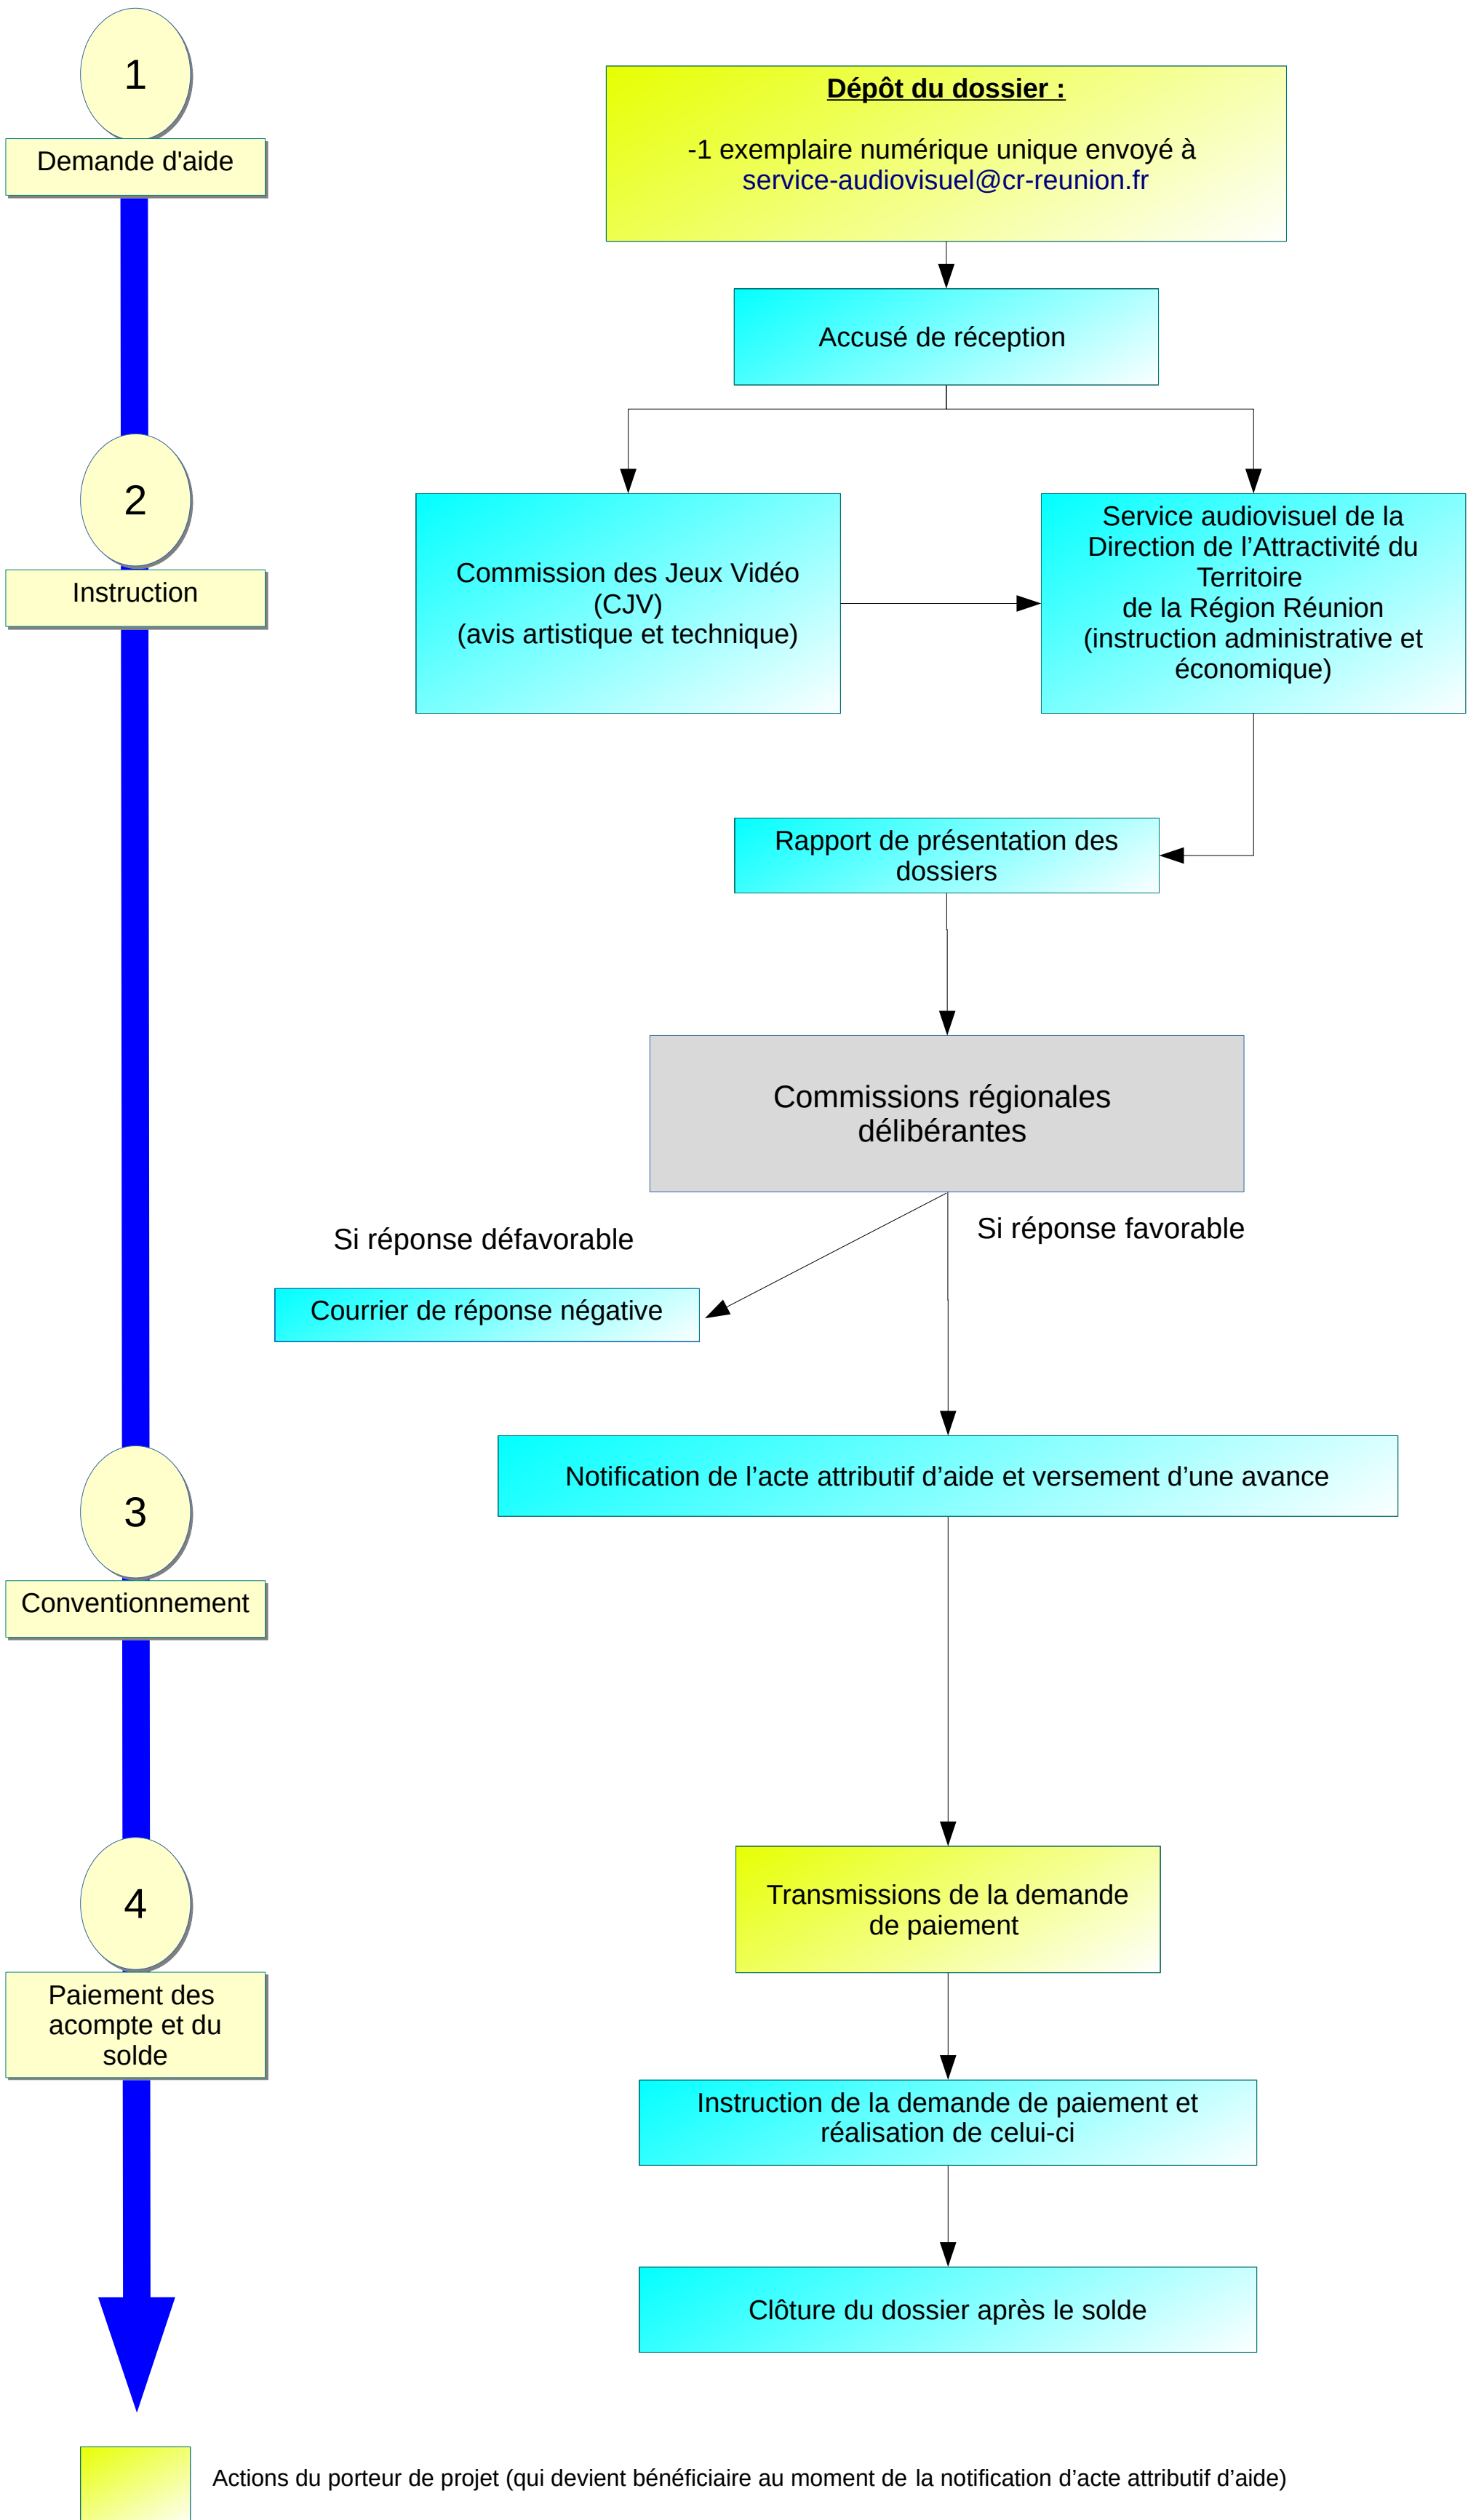 1
Demande d'aide
Dépôt du dossier :
-1 exemplaire numérique unique envoyé à
service-audiovisuel@cr-reunion.fr
Accusé de réception
2
Instruction
Commission des Jeux Vidéo
(CJV)
(avis artistique et technique)
Service audiovisuel de la
Direction de l’Attractivité du
Territoire
de la Région Réunion
(instruction administrative et
économique)
Rapport de présentation des
dossiers
Commissions régionales
délibérantes
Si réponse défavorable
Si réponse favorable
Courrier de réponse négative
Notification de l’acte attributif d’aide et versement d’une avance
3
Conventionnement
4
Paiement des
acompte et du
solde
Transmissions de la demande
de paiement
Instruction de la demande de paiement et
réalisation de celui-ci
Clôture du dossier après le solde
Actions du porteur de projet (qui devient bénéficiaire au moment de la notification d’acte attributif d’aide)